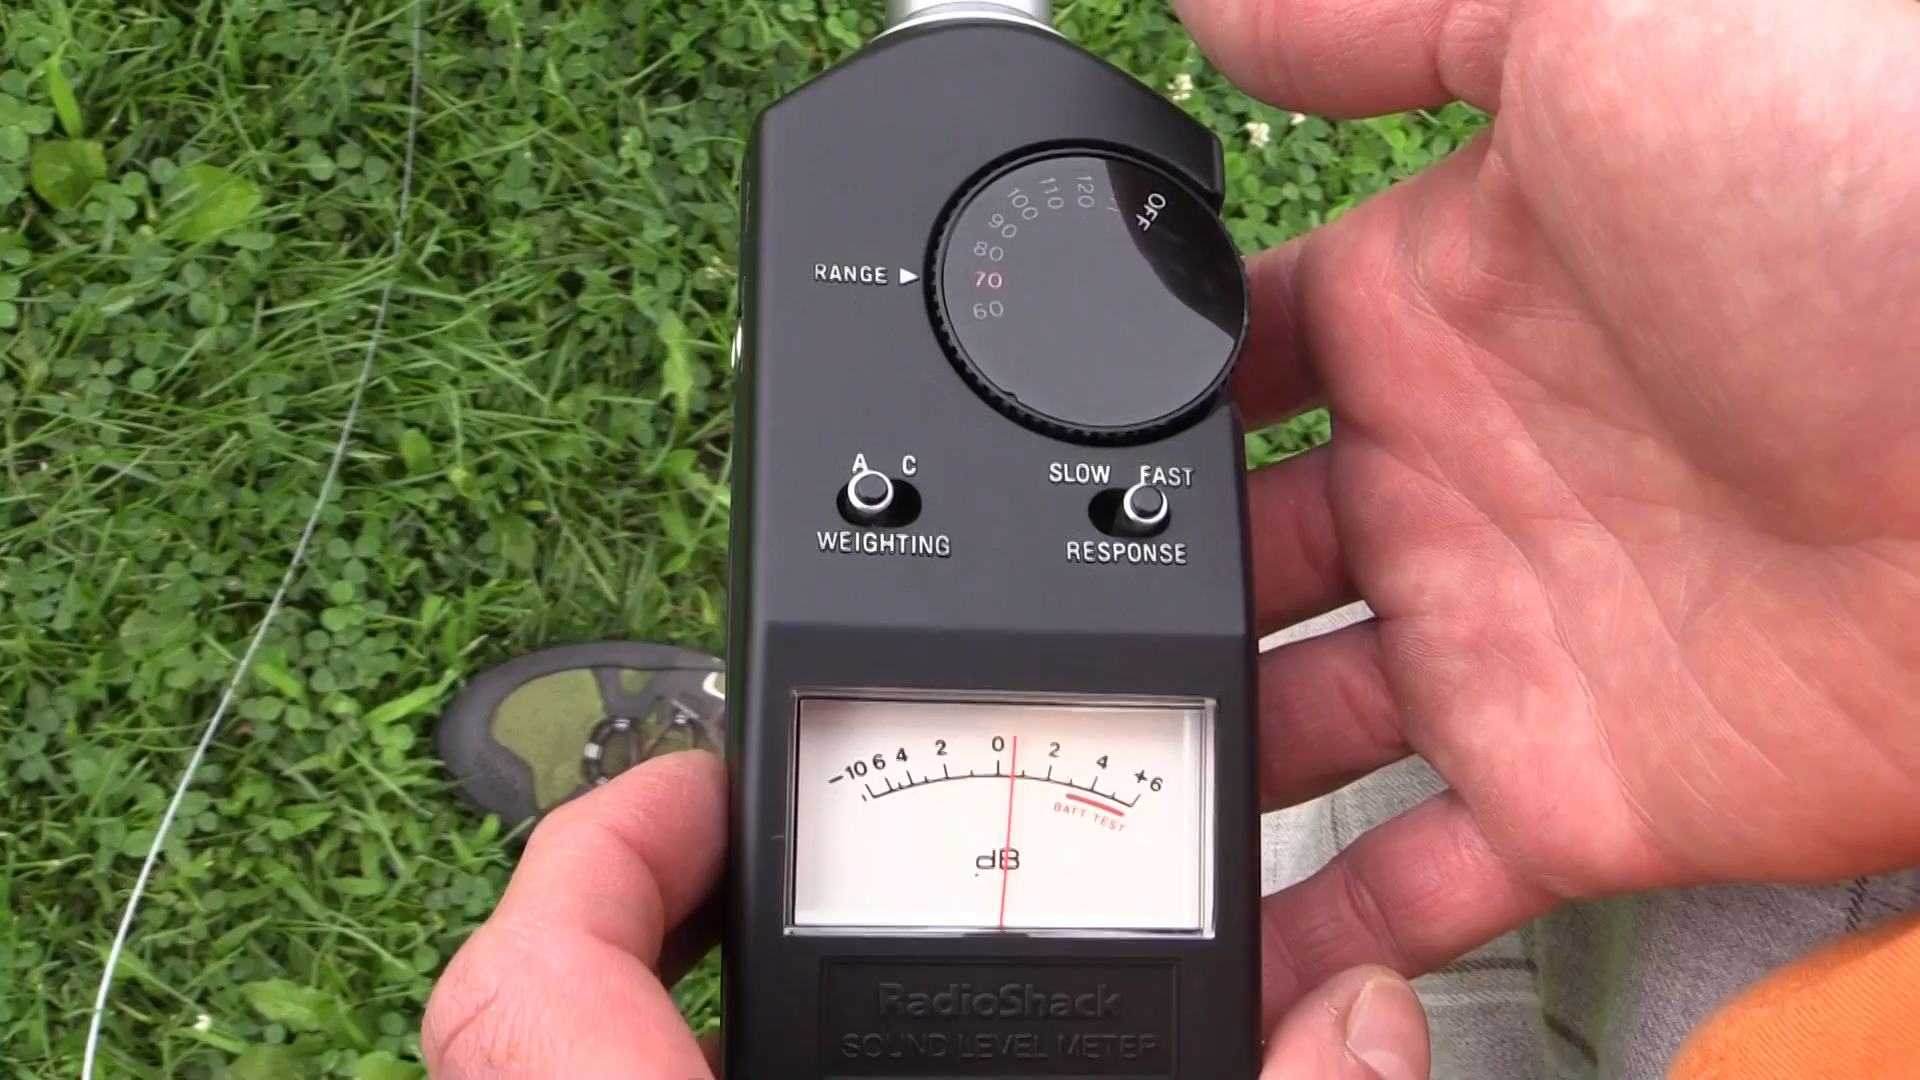 OFF
120
110
100
90
80
70
60
RANGE
A C
WEIGHTING
SLOW FAST
RESPONSE
-10 6 4 2 0 2 4 +6
BATT TEST
dB
RadioShack
SOUND LEVEL METER